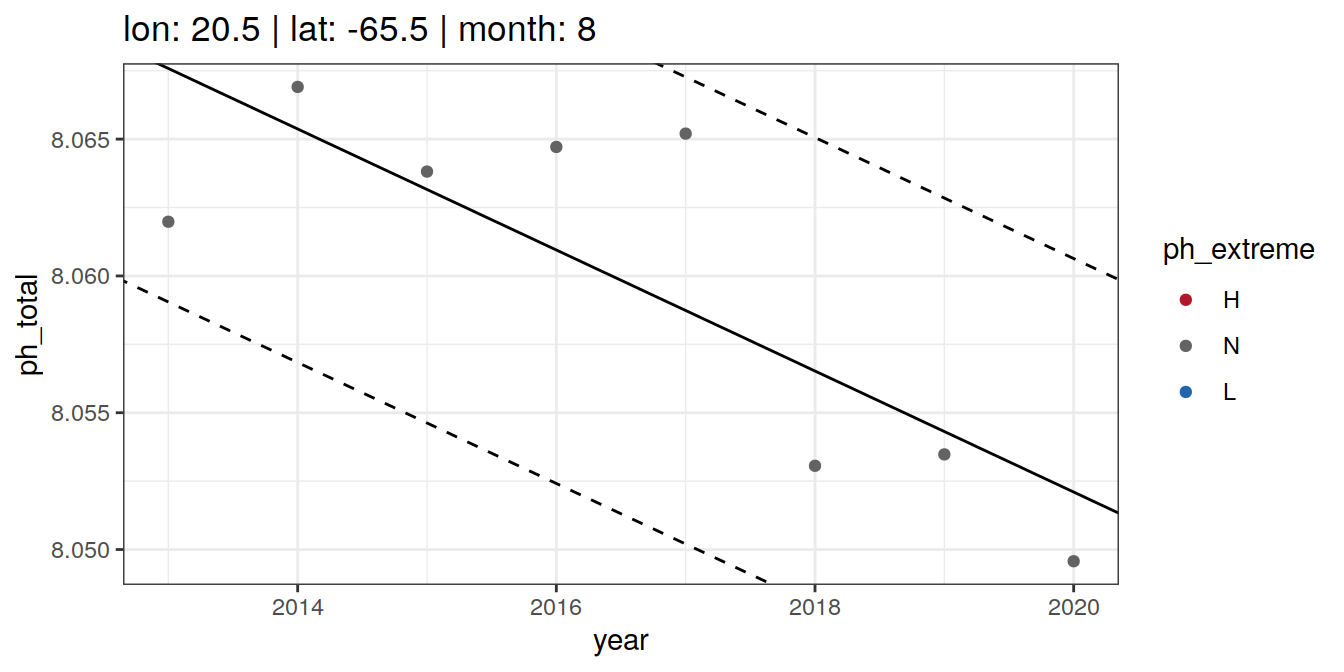 lon: 20.5 | lat: -65.5 | month: 8
ph_total
8.065
8.060
8.055
8.050
2014
2016
2018
2020
year
ph_extreme
H
N
L